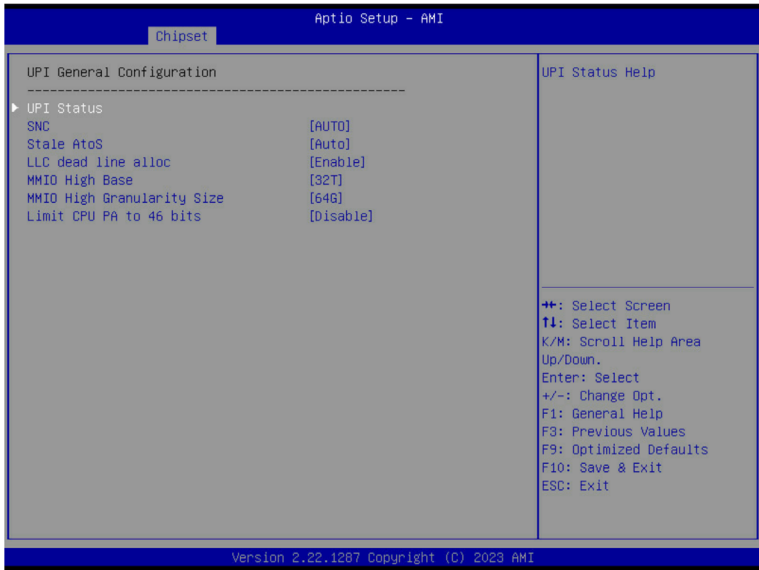 Aptio Setup - AMI
Chipset
UPI General Configuration
--------------------------------------------------
UPI Status
SNC [AUTO]
Stale AtoS [Auto]
LLC dead line alloc [Enable]
MMIO High Base [32T]
MMIO High Granularity Size [64G]
Limit CPU PA to 46 bits [Disable]
UPI Status Help
→←: Select Screen
↑↓: Select Item
K/M: Scroll Help Area
Up/Down.
Enter: Select
+/-: Change Opt.
F1: General Help
F3: Previous Values
F9: Optimized Defaults
F10: Save & Exit
ESC: Exit
Version 2.22.1287 Copyright (C) 2023 AMI